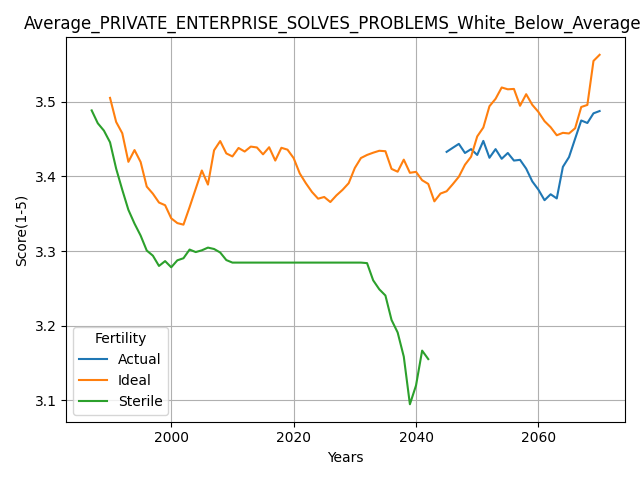 Average_PRIVATE_ENTERPRISE_SOLVES_PROBLEMS_White_Below_Average
Score(1-5)
3.5
3.4
3.3
3.2
3.1
Fertility
Actual
Ideal
Sterile
2000 2020 2040 2060
Years